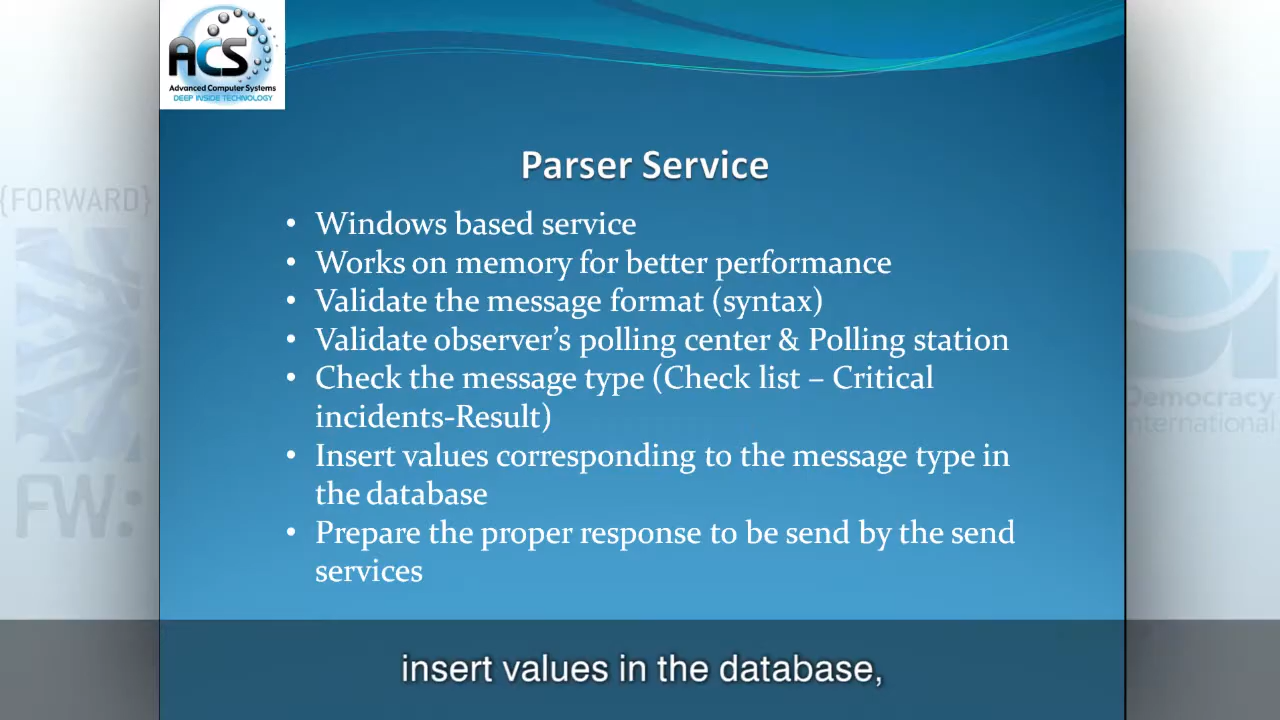 ACS
Advanced Computer Systems
DEEP INSIDE TECHNOLOGY
{FORWARD}
FW:
Democracy
International
Parser Service
• Windows based service
• Works on memory for better performance
• Validate the message format (syntax)
• Validate observer's polling center & Polling station
• Check the message type (Check list – Critical
incidents-Result)
• Insert values corresponding to the message type in
the database
• Prepare the proper response to be send by the send
services
insert values in the database,